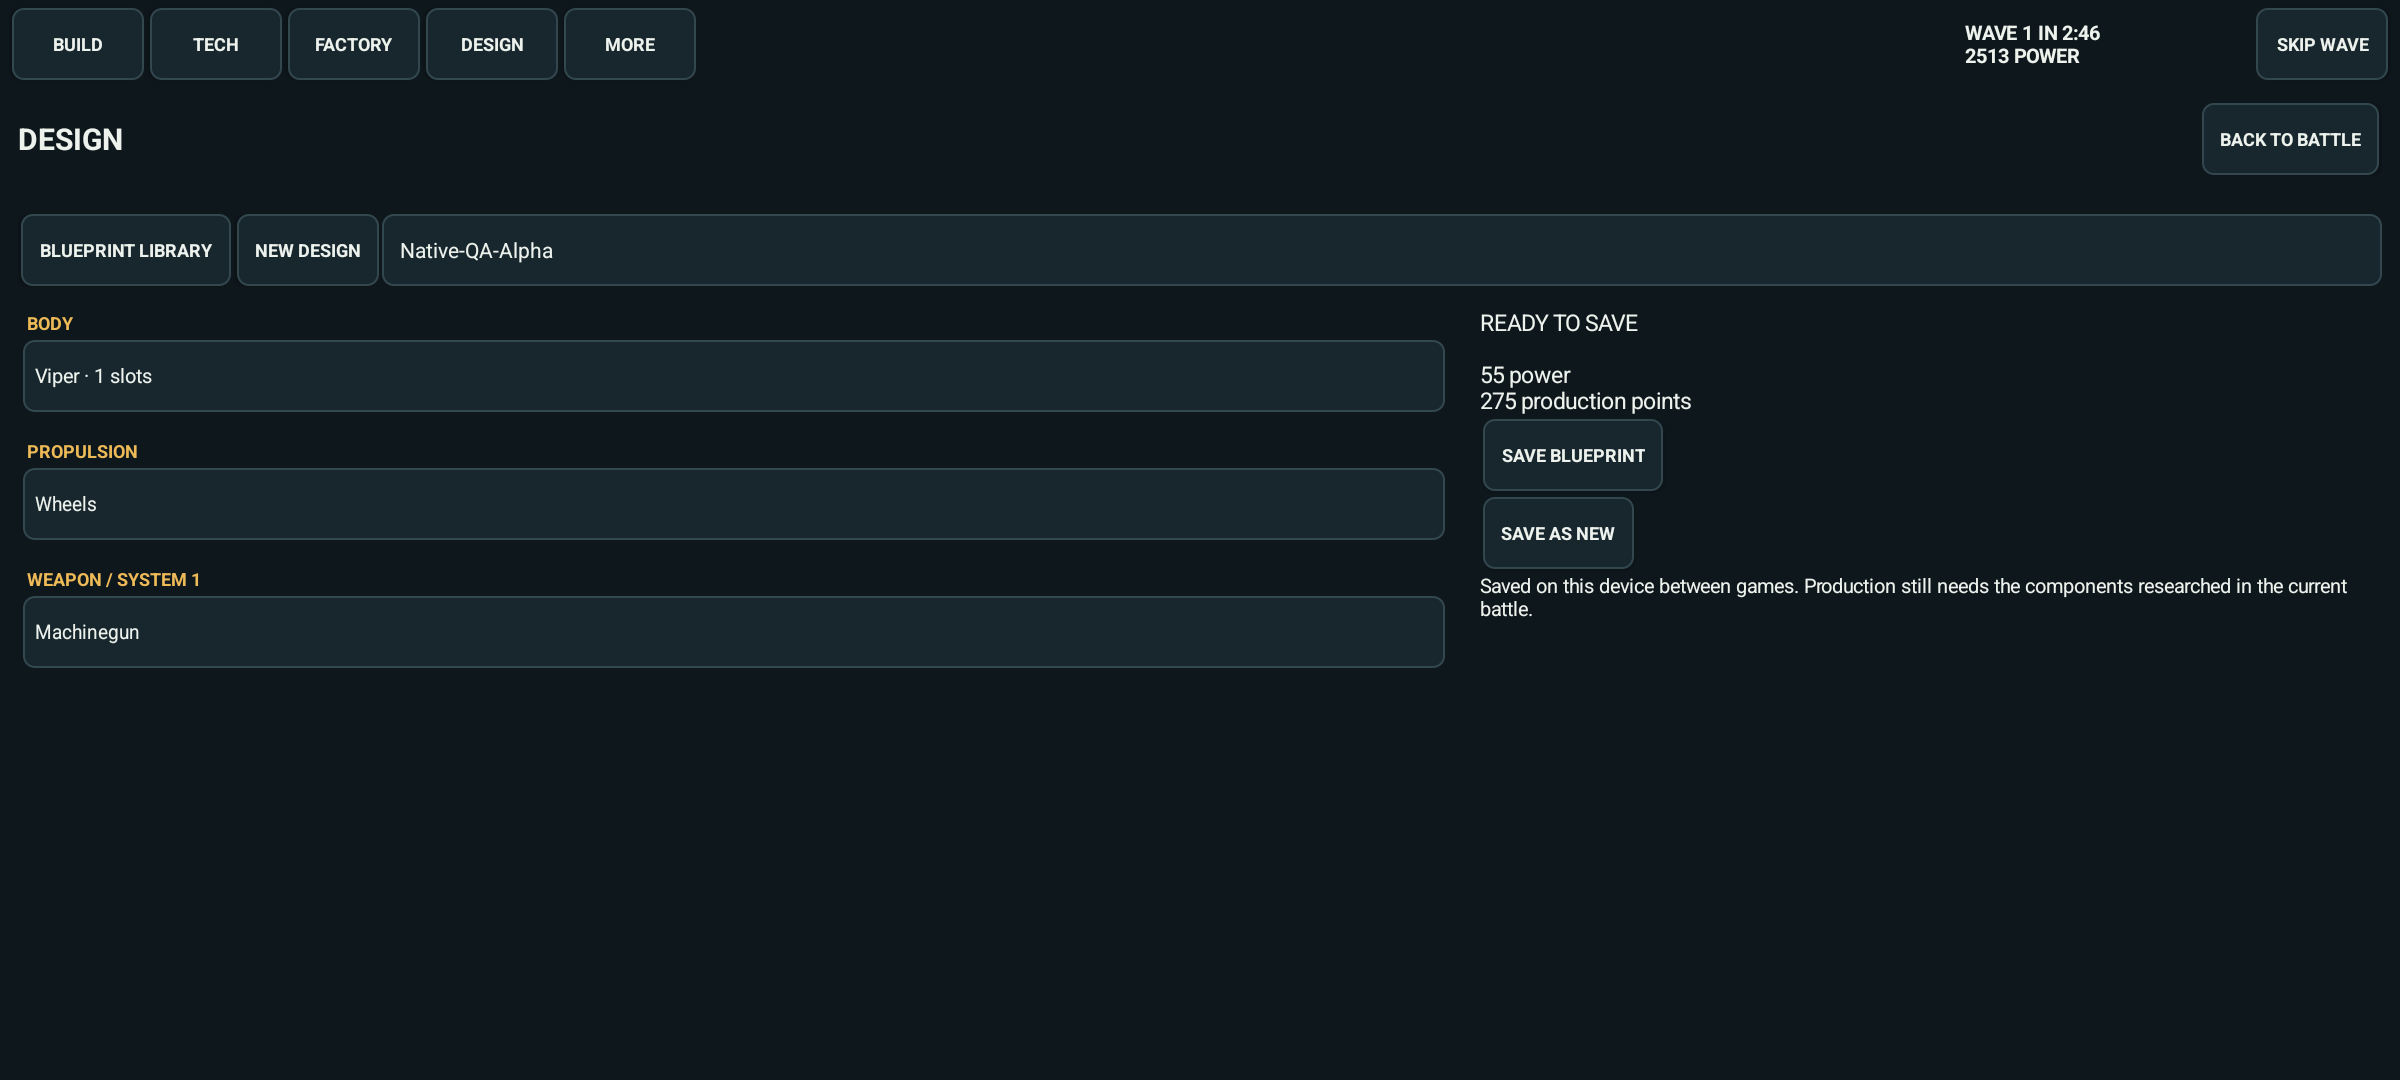 BUILD
TECH
FACTORY
DESIGN
MORE
WAVE 1 IN 2:46
2513 POWER
SKIP WAVE
DESIGN
BACK TO BATTLE
BLUEPRINT LIBRARY
NEW DESIGN
Native-QA-Alpha
BODY
Viper · 1 slots
PROPULSION
Wheels
WEAPON / SYSTEM 1
Machinegun
READY TO SAVE
55 power
275 production points
SAVE BLUEPRINT
SAVE AS NEW
Saved on this device between games. Production still needs the components researched in the current
battle.